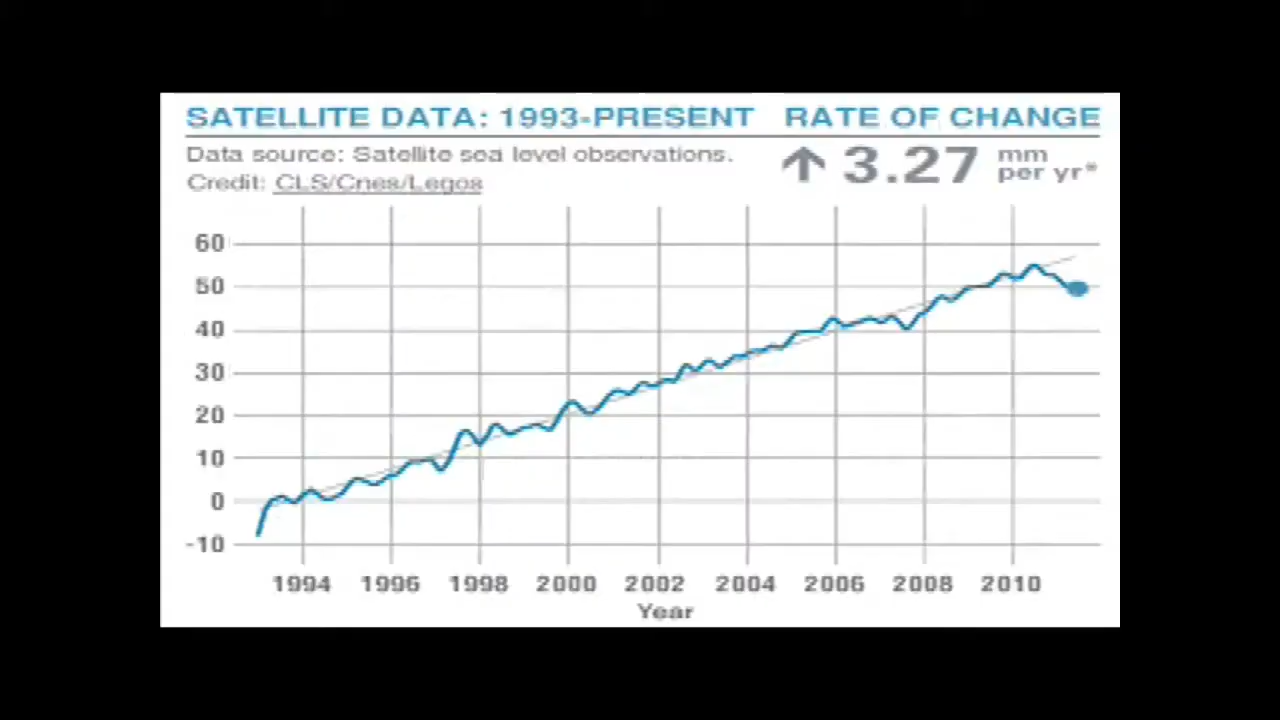 SATELLITE DATA: 1993-PRESENT RATE OF CHANGE
Data source: Satellite sea level observations.
Credit: CLS/Cnes/Legos
↑ 3.27 mm per yr*
60
50
40
30
20
10
0
-10
1994 1996 1998 2000 2002 2004 2006 2008 2010
Year